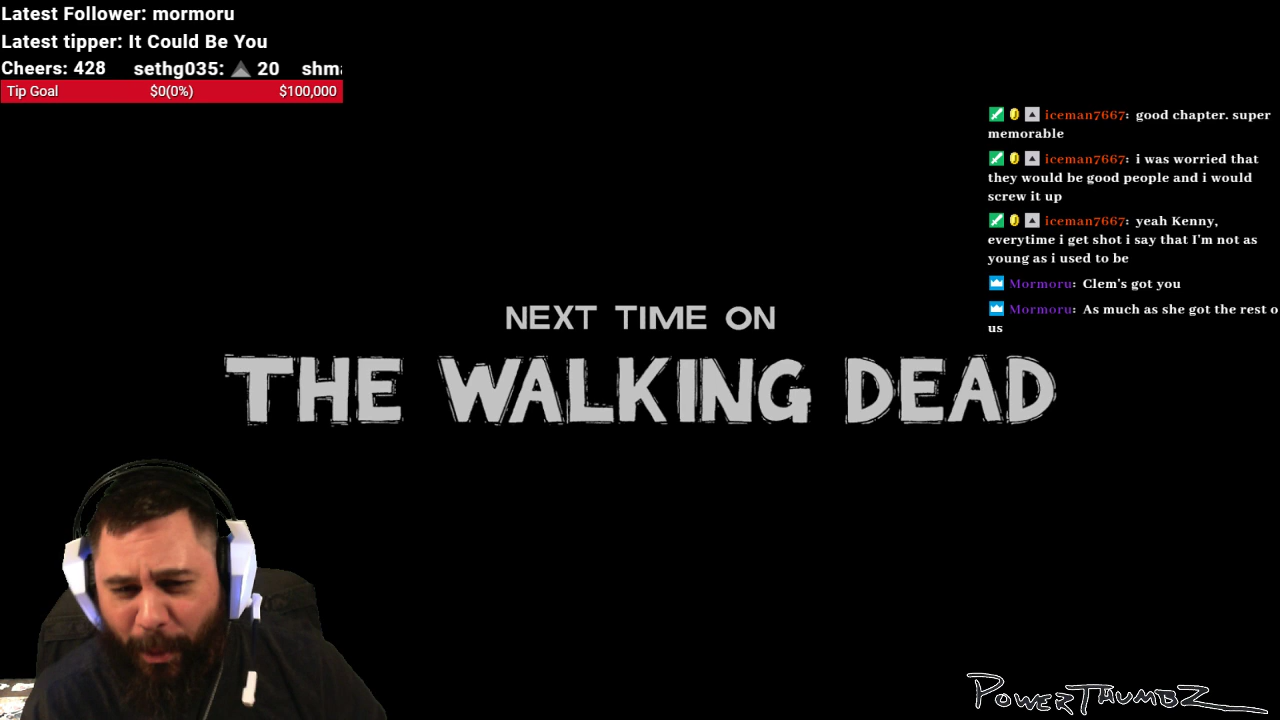 Latest Follower: mormoru
Latest tipper: It Could Be You
Cheers: 428 sethg035: 20 shm
Tip Goal $0(0%) $100,000
iceman7667: good chapter. super
memorable
iceman7667: i was worried that
they would be good people and i would
screw it up
iceman7667: yeah Kenny,
everytime i get shot i say that I'm not as
young as i used to be
Mormoru: Clem's got you
Mormoru: As much as she got the rest o
us
NEXT TIME ON
THE WALKING DEAD
POWERTHUMBZ